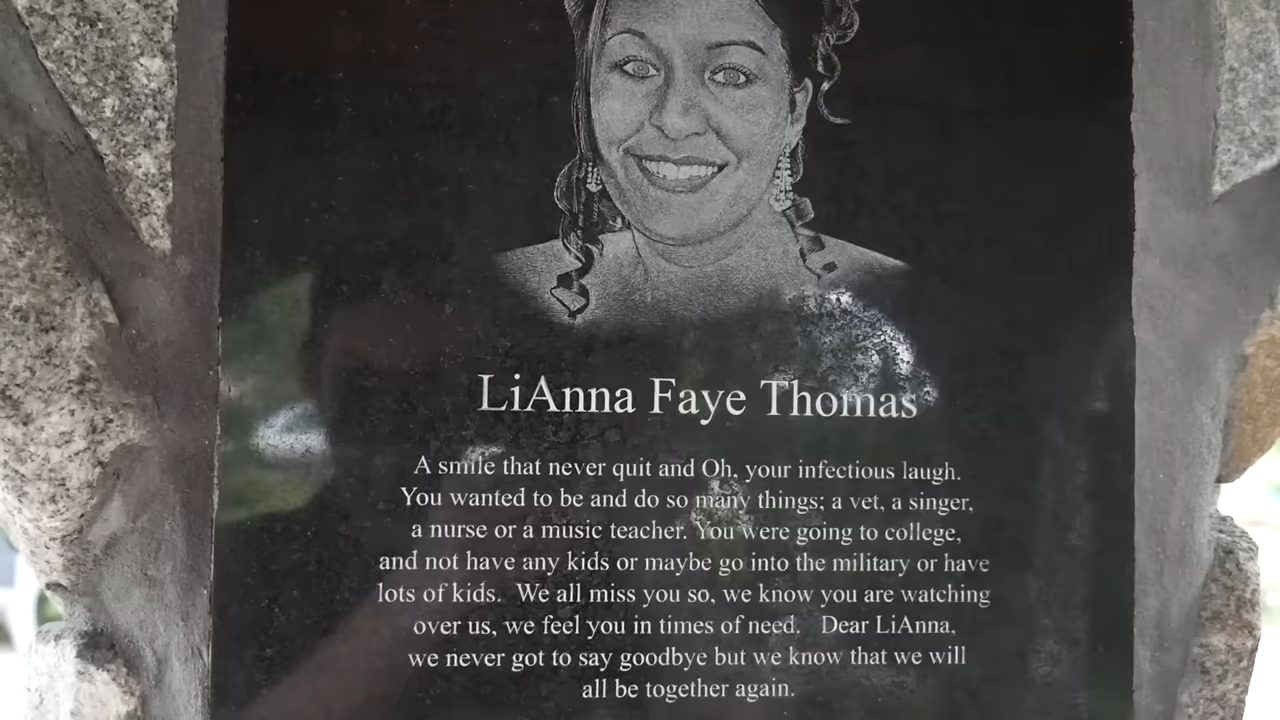 LiAnna Faye Thomas
A smile that never quit and Oh, your infectious laugh.
You wanted to be and do so many things; a vet, a singer,
a nurse or a music teacher. You were going to college,
and not have any kids or maybe go into the military or have
lots of kids.  We all miss you so, we know you are watching
over us, we feel you in times of need.   Dear LiAnna,
we never got to say goodbye but we know that we will
all be together again.